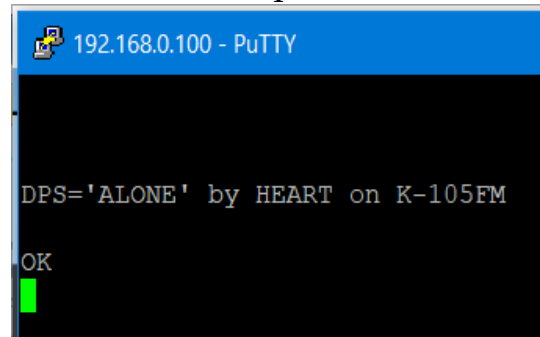 192.168.0.100 - PuTTY
DPS='ALONE' by HEART on K-105FM
OK